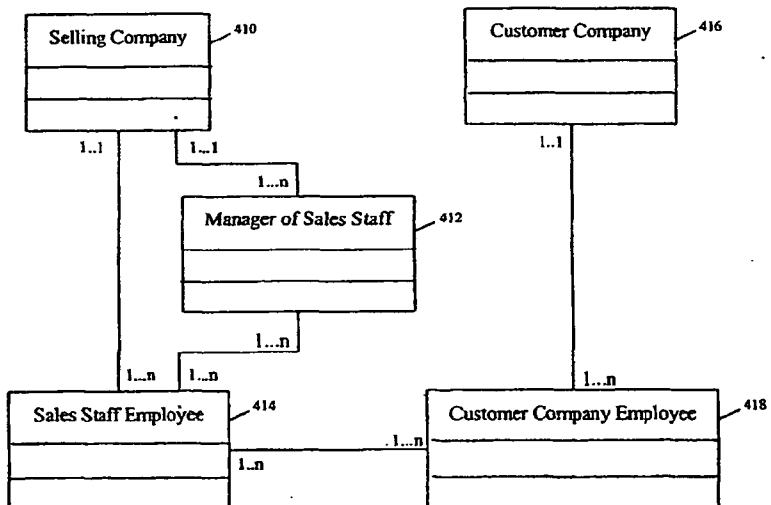 Selling Company
410
Customer Company
416
1..1
1...1
1..1
1...n
Manager of Sales Staff
412
1...n
1...n
1...n
1...n
Sales Staff Employee
414
Customer Company Employee
418
1...n
1..n